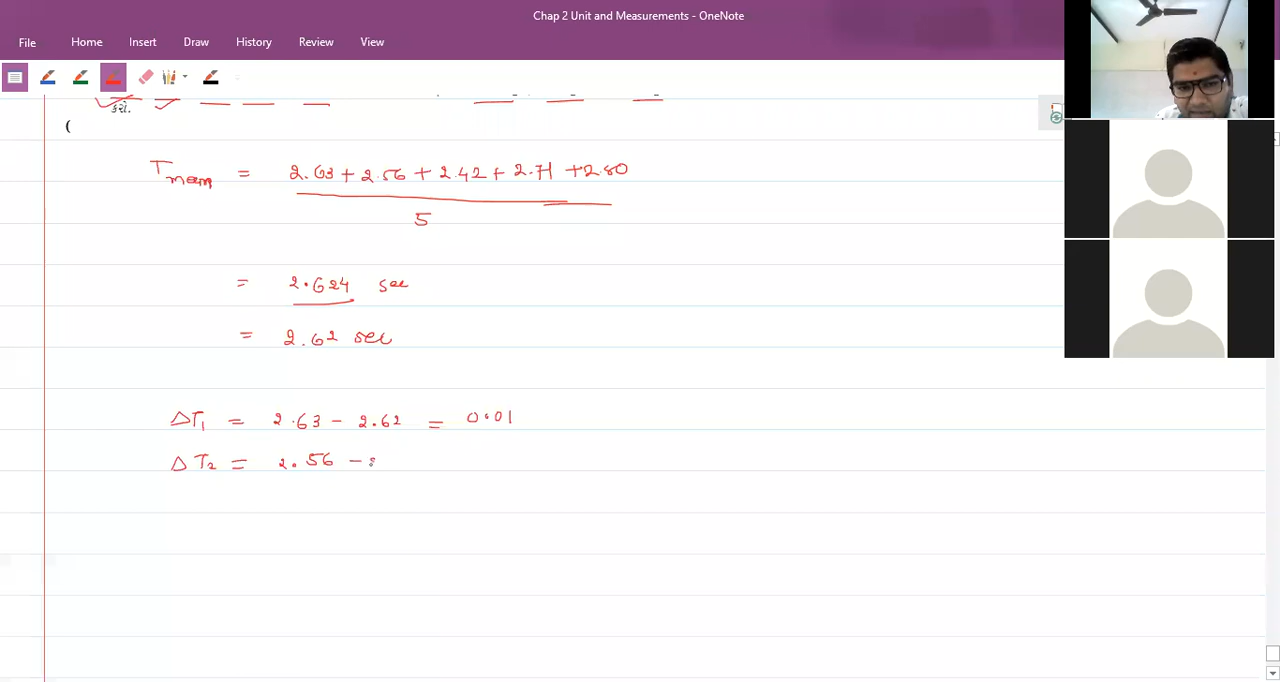 Chap 2 Unit and Measurements - OneNote
File Home Insert Draw History Review View
કરો.
(
Tmean = 2.63 + 2.56 + 2.42 + 2.71 + 2.80
5
= 2.624 sec
= 2.62 sec
ΔT₁ = 2.63 - 2.62 = 0.01
ΔT₂ = 2.56 -